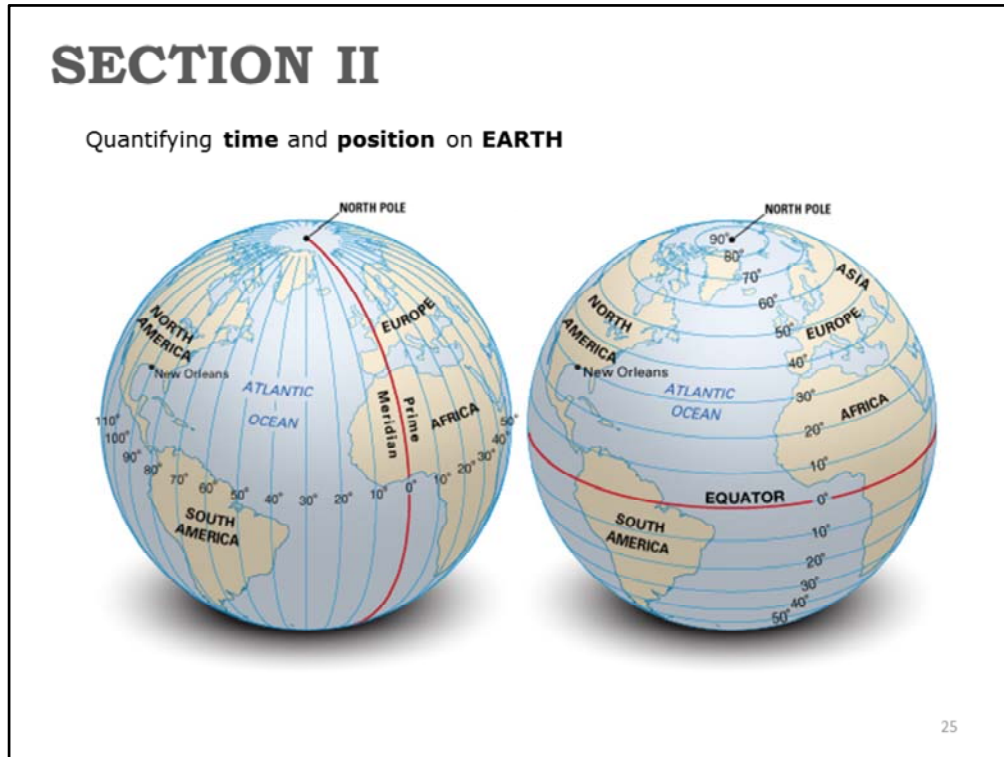 SECTION II
Quantifying time and position on EARTH
NORTH POLE
NORTH
AMERICA
New Orleans
ATLANTIC
OCEAN
EUROPE
AFRICA
Prime
Meridian
110°
100°
90°
80°
70°
60°
50°
40°
30°
20°
10°
0°
10°
20°
30°
40°
50°
SOUTH
AMERICA
NORTH POLE
90°
80°
70°
60°
50°
40°
30°
20°
10°
0°
10°
20°
30°
40°
50°
ASIA
EUROPE
NORTH
AMERICA
New Orleans
ATLANTIC
OCEAN
AFRICA
EQUATOR
SOUTH
AMERICA
25